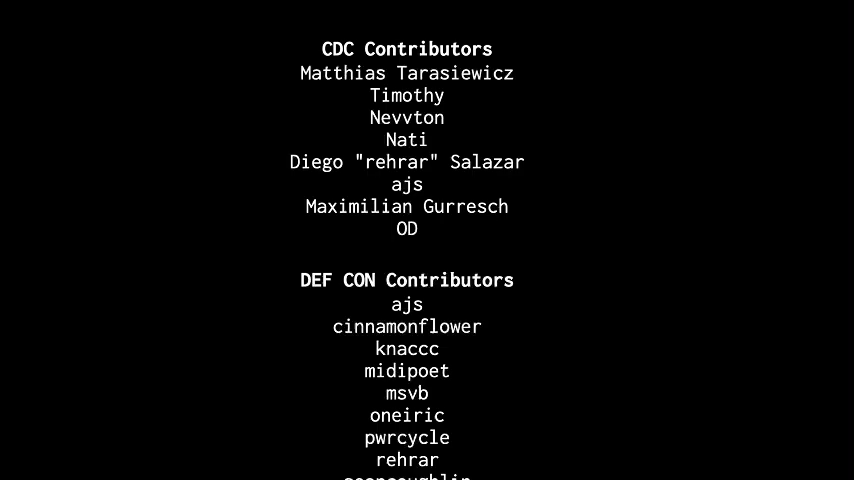 CDC Contributors
Matthias Tarasiewicz
Timothy
Nevvton
Nati
Diego "rehrar" Salazar
ajs
Maximilian Gurresch
OD
DEF CON Contributors
ajs
cinnamonflower
knaccc
midipoet
msvb
oneiric
pwrcycle
rehrar